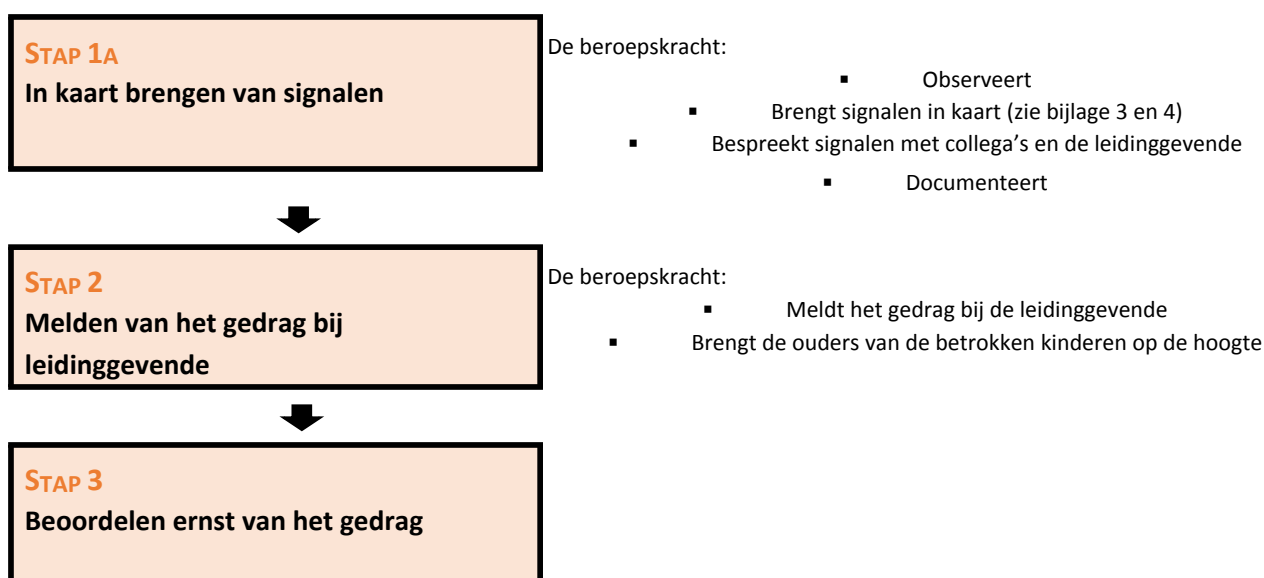 STAP 1A
In kaart brengen van signalen
De beroepskracht:
▪ Observeert
▪ Brengt signalen in kaart (zie bijlage 3 en 4)
▪ Bespreekt signalen met collega’s en de leidinggevende
▪ Documenteert
STAP 2
Melden van het gedrag bij
leidinggevende
De beroepskracht:
▪ Meldt het gedrag bij de leidinggevende
▪ Brengt de ouders van de betrokken kinderen op de hoogte
STAP 3
Beoordelen ernst van het gedrag